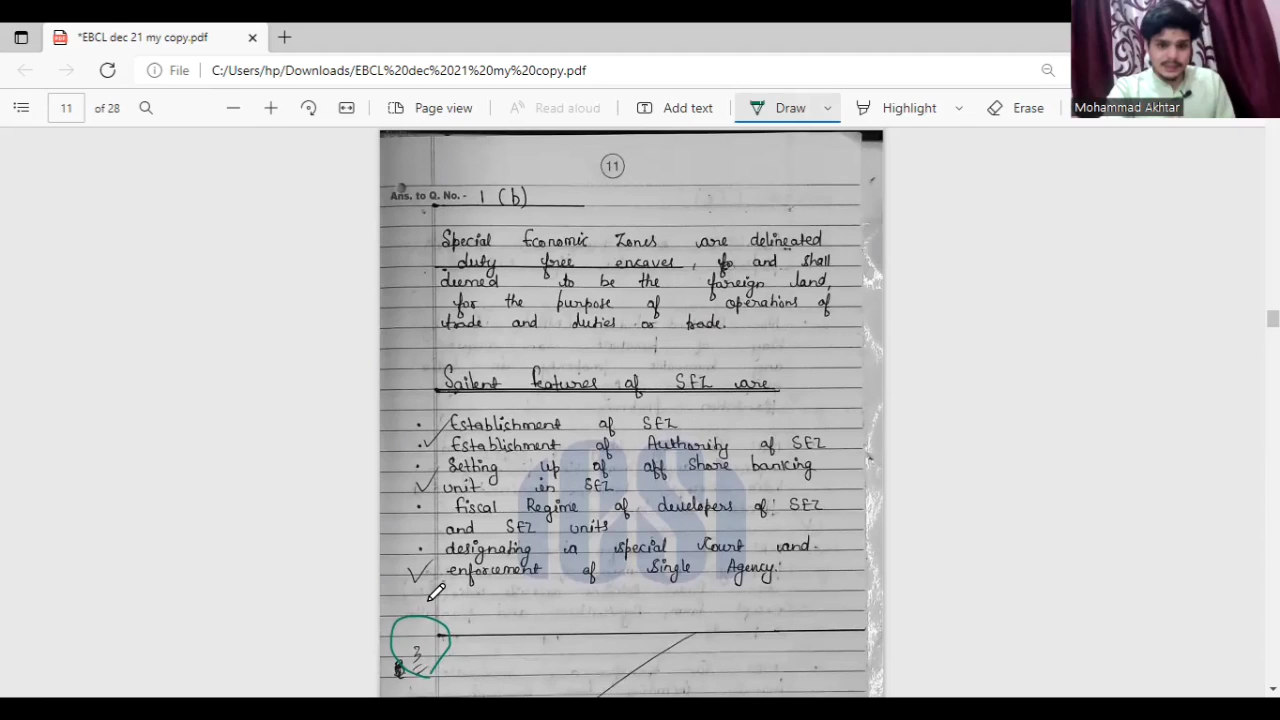 *EBCL dec 21 my copy.pdf
File
C:/Users/hp/Downloads/EBCL%20dec%2021%20my%20copy.pdf
11 of 28
Page view
Read aloud
Add text
Draw
Highlight
Erase
Mohammad Akhtar
11
Ans. to Q. No. - 1 (b)
Special Economic Zones are delineated
duty free encaves, and shall
deemed to be the foreign land,
for the purpose of operations of
trade and duties or trade.
Sailent features of SEZ are
• Establishment of SEZ
• Establishment of Authority of SEZ
• Setting up of off share banking
unit in SEZ
• Fiscal Regime of developers of SEZ
and SEZ units
• designating a special Court and
enforcement of Single Agency.
3
ICSI